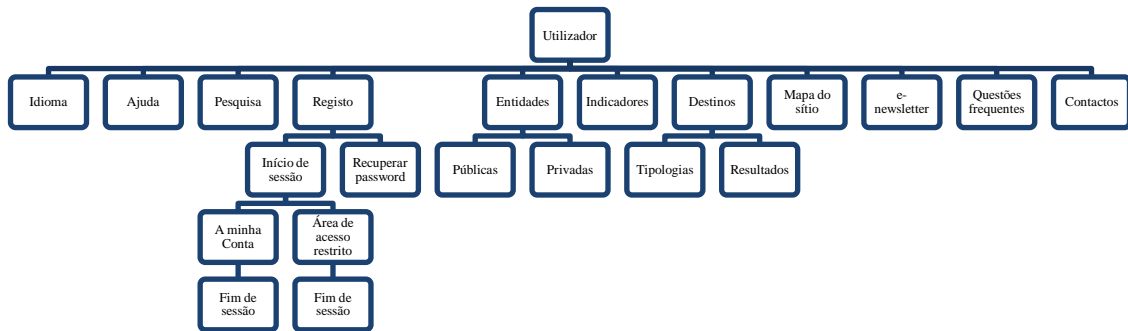 Utilizador
Idioma
Ajuda
Pesquisa
Registo
Entidades
Indicadores
Destinos
Mapa do
sítio
e-
newsletter
Questões
frequentes
Contactos
Início de
sessão
Recuperar
password
Públicas
Privadas
Tipologias
Resultados
A minha
Conta
Área de
acesso
restrito
Fim de
sessão
Fim de
sessão